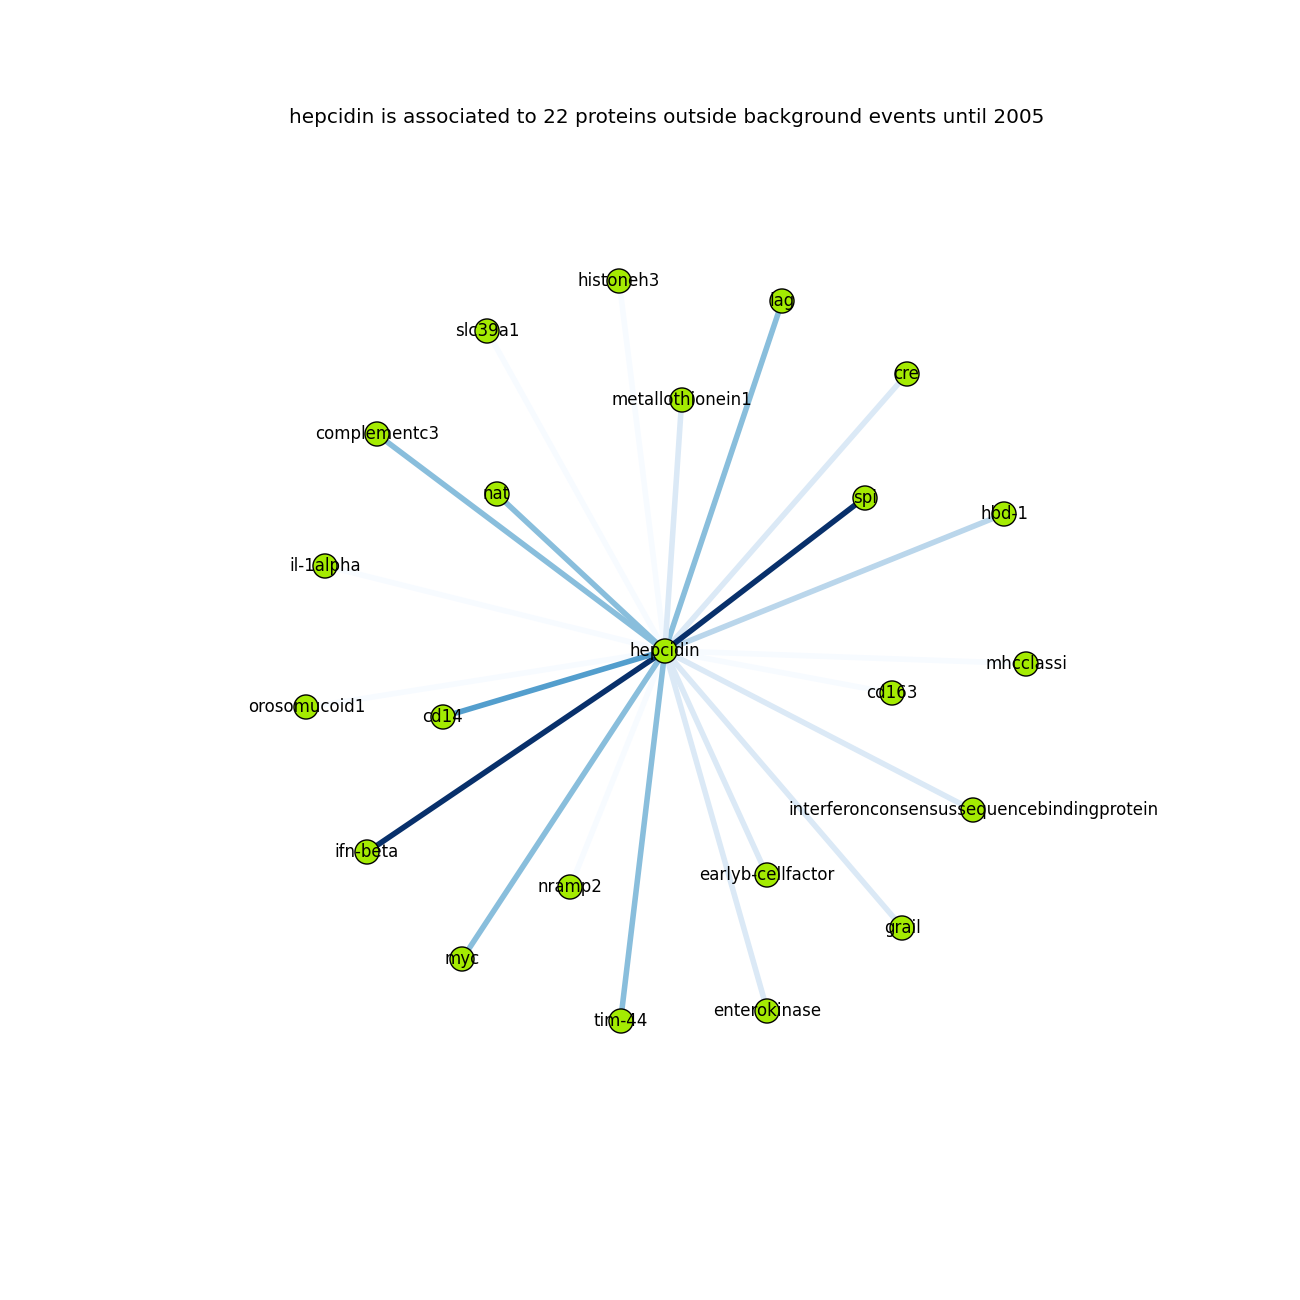 hepcidin is associated to 22 proteins outside background events until 2005
histoneh3
lag
slc39a1
cre
metallothionein1
complementc3
nat
spi
hbd-1
il-1alpha
hepcidin
mhcclassi
cd163
orosomucoid1
cd14
interferonconsensussequencebindingprotein
ifn-beta
earlyb-cellfactor
nramp2
grail
myc
enterokinase
tim-44